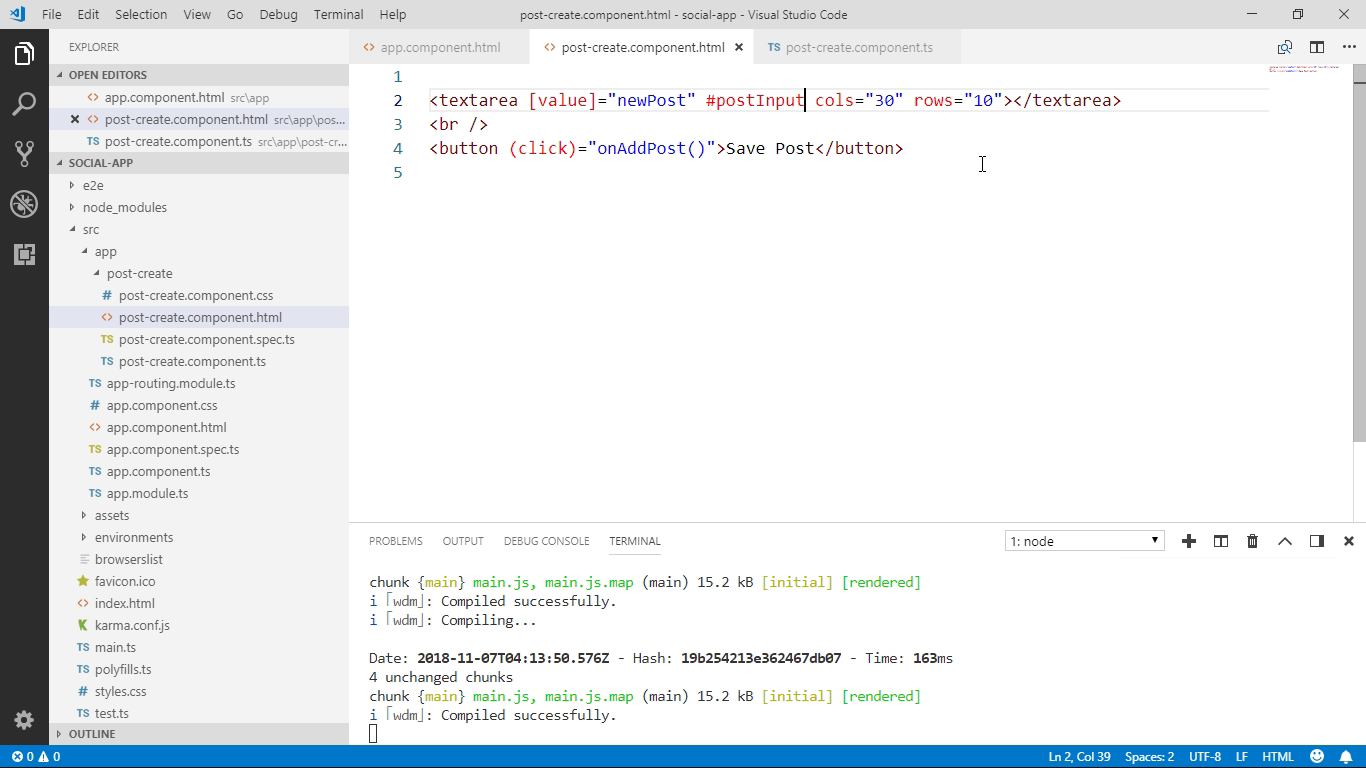 File Edit Selection View Go Debug Terminal Help post-create.component.html - social-app - Visual Studio Code
EXPLORER
OPEN EDITORS
app.component.html src\app
post-create.component.html src\app\pos...
post-create.component.ts src\app\post-cr...
SOCIAL-APP
e2e
node_modules
src
app
post-create
post-create.component.css
post-create.component.html
post-create.component.spec.ts
post-create.component.ts
app-routing.module.ts
app.component.css
app.component.html
app.component.spec.ts
app.component.ts
app.module.ts
assets
environments
browserslist
favicon.ico
index.html
karma.conf.js
main.ts
polyfills.ts
styles.css
test.ts
OUTLINE
app.component.html post-create.component.html TS post-create.component.ts
1
2 <textarea [value]="newPost" #postInput cols="30" rows="10"></textarea>
3 <br />
4 <button (click)="onAddPost()">Save Post</button>
5
PROBLEMS OUTPUT DEBUG CONSOLE TERMINAL 1: node
chunk {main} main.js, main.js.map (main) 15.2 kB [initial] [rendered]
i ｢wdm｣: Compiled successfully.
i ｢wdm｣: Compiling...
Date: 2018-11-07T04:13:50.576Z - Hash: 19b254213e362467db07 - Time: 163ms
4 unchanged chunks
chunk {main} main.js, main.js.map (main) 15.2 kB [initial] [rendered]
i ｢wdm｣: Compiled successfully.
0 0 Ln 2, Col 39 Spaces: 2 UTF-8 LF HTML